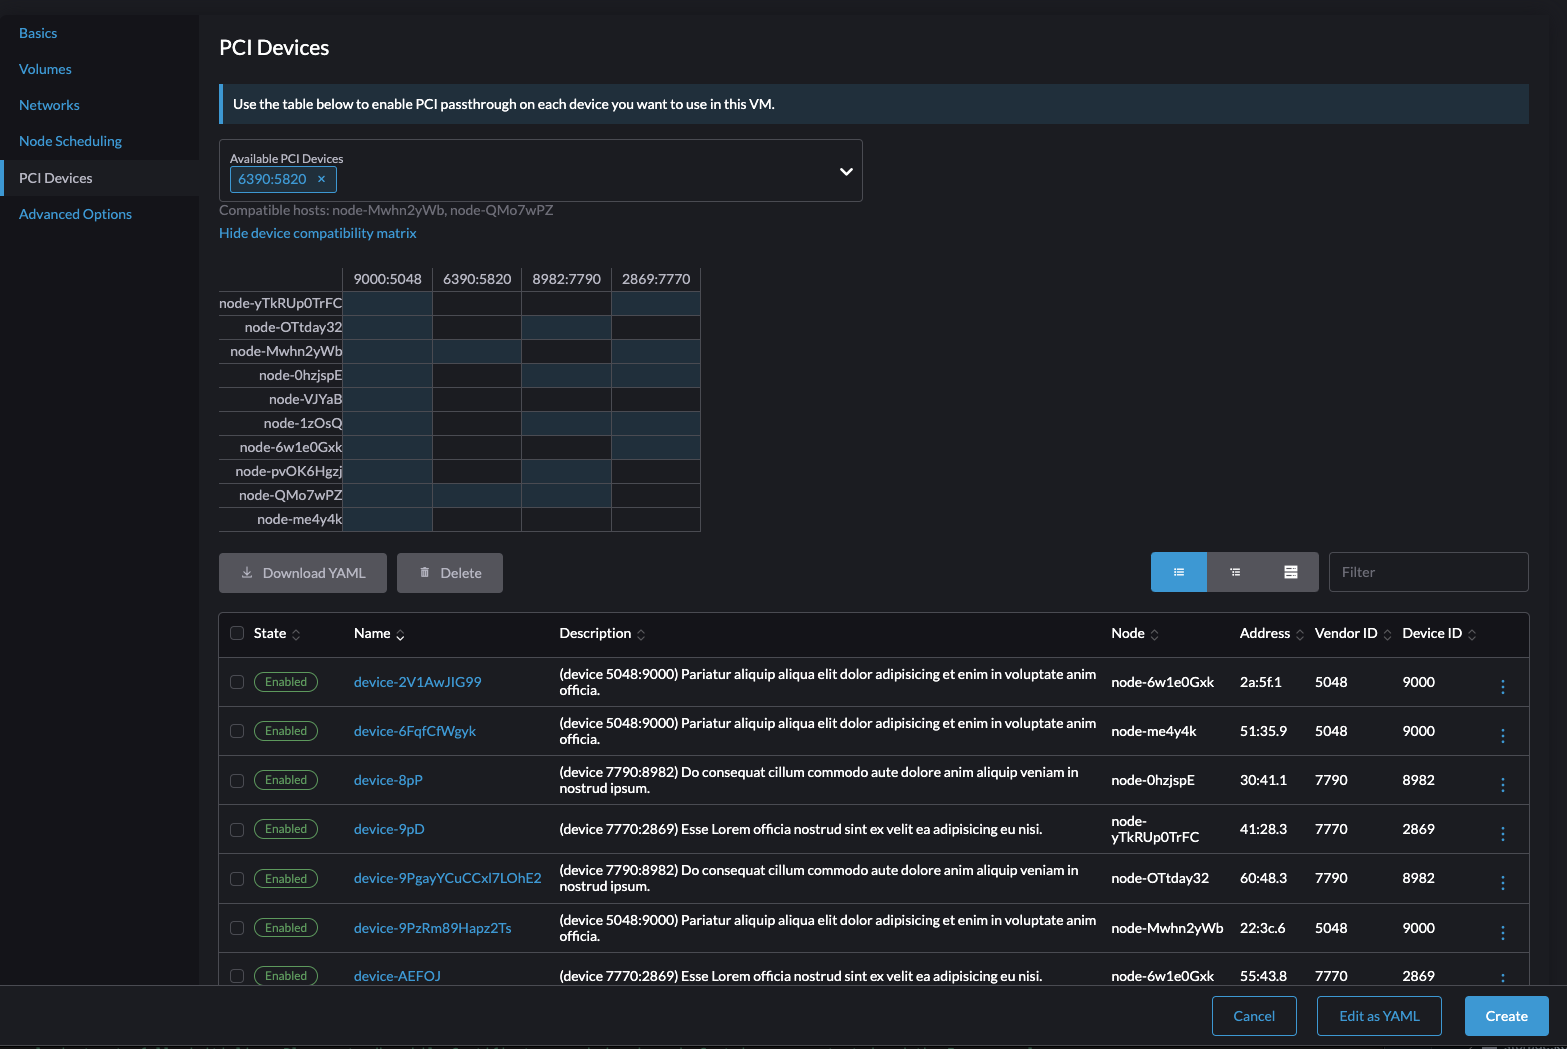 Basics
Volumes
Networks
Node Scheduling
PCI Devices
Advanced Options
PCI Devices
Use the table below to enable PCI passthrough on each device you want to use in this VM.
Available PCI Devices
6390:5820 ×
Compatible hosts: node-Mwhn2yWb, node-QMo7wPZ
Hide device compatibility matrix
9000:5048 6390:5820 8982:7790 2869:7770
node-yTkRUp0TrFC
node-OTtday32
node-Mwhn2yWb
node-0hzjspE
node-VJYaB
node-1zOsQ
node-6w1e0Gxk
node-pvOK6Hgzj
node-QMo7wPZ
node-me4y4k
Download YAML Delete Filter
State Name Description Node Address Vendor ID Device ID
Enabled device-2V1AwJIG99 (device 5048:9000) Pariatur aliquip aliqua elit dolor adipisicing et enim in voluptate anim node-6w1e0Gxk 2a:5f.1 5048 9000
officia.
Enabled device-6FqfCfWgyk (device 5048:9000) Pariatur aliquip aliqua elit dolor adipisicing et enim in voluptate anim node-me4y4k 51:35.9 5048 9000
officia.
Enabled device-8pP (device 7790:8982) Do consequat cillum commodo aute dolore anim aliquip veniam in node-0hzjspE 30:41.1 7790 8982
nostrud ipsum.
Enabled device-9pD (device 7770:2869) Esse Lorem officia nostrud sint ex velit ea adipisicing eu nisi. node- 41:28.3 7770 2869
yTkRUp0TrFC
Enabled device-9PgayYCuCCxl7LOhE2 (device 7790:8982) Do consequat cillum commodo aute dolore anim aliquip veniam in node-OTtday32 60:48.3 7790 8982
nostrud ipsum.
Enabled device-9PzRm89Hapz2Ts (device 5048:9000) Pariatur aliquip aliqua elit dolor adipisicing et enim in voluptate anim node-Mwhn2yWb 22:3c.6 5048 9000
officia.
Enabled device-AEFOJ (device 7770:2869) Esse Lorem officia nostrud sint ex velit ea adipisicing eu nisi. node-6w1e0Gxk 55:43.8 7770 2869
Cancel Edit as YAML Create